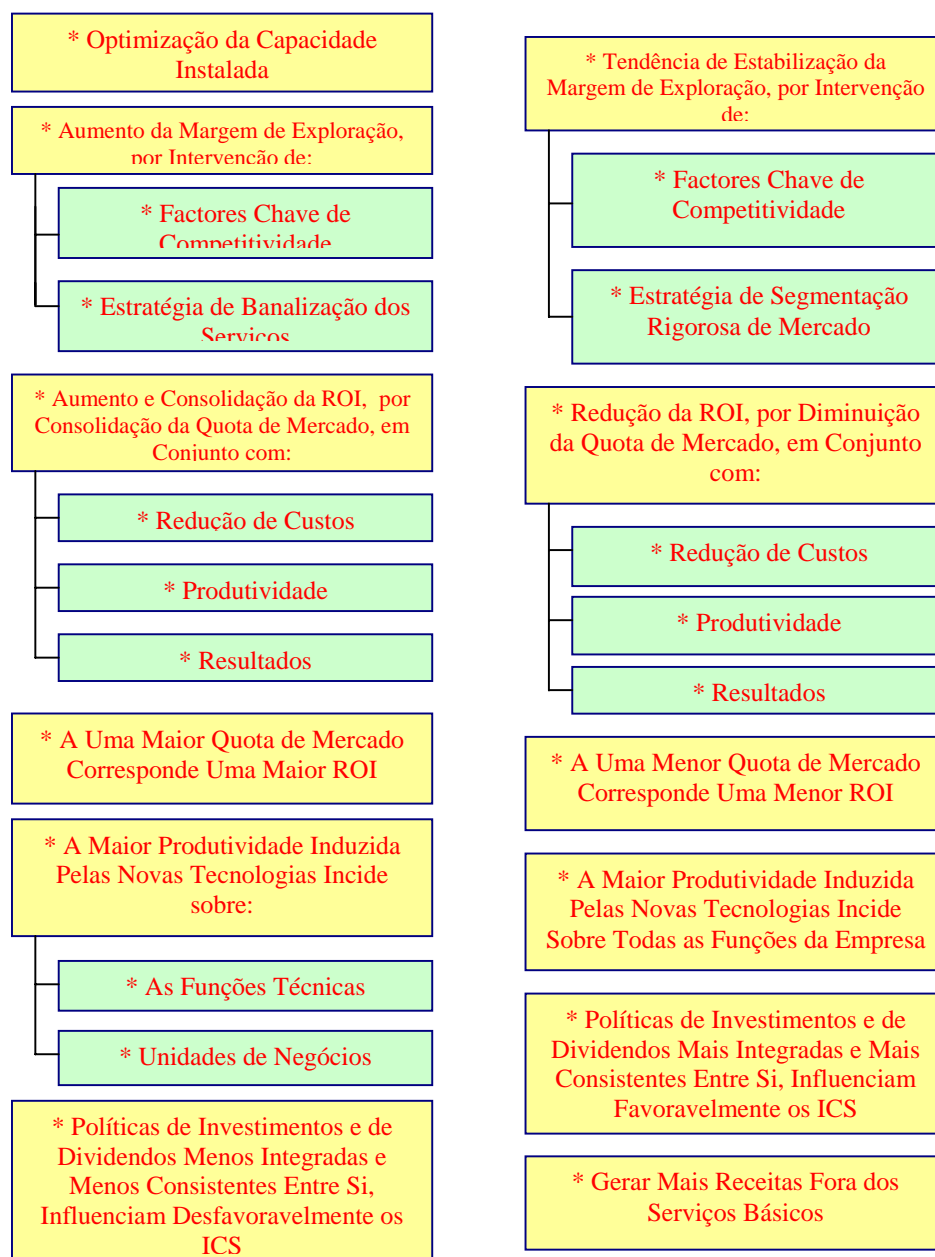 * Optimização da Capacidade
Instalada
* Aumento da Margem de Exploração,
por Intervenção de:
* Factores Chave de
Competitividade
* Estratégia de Banalização dos
Serviços
* Aumento e Consolidação da ROI, por
Consolidação da Quota de Mercado, em
Conjunto com:
* Redução de Custos
* Produtividade
* Resultados
* A Uma Maior Quota de Mercado
Corresponde Uma Maior ROI
* A Maior Produtividade Induzida
Pelas Novas Tecnologias Incide
sobre:
* As Funções Técnicas
* Unidades de Negócios
* Políticas de Investimentos e de
Dividendos Menos Integradas e
Menos Consistentes Entre Si,
Influenciam Desfavoravelmente os
ICS
* Tendência de Estabilização da
Margem de Exploração, por Intervenção
de:
* Factores Chave de
Competitividade
* Estratégia de Segmentação
Rigorosa de Mercado
* Redução da ROI, por Diminuição
da Quota de Mercado, em Conjunto
com:
* Redução de Custos
* Produtividade
* Resultados
* A Uma Menor Quota de Mercado
Corresponde Uma Menor ROI
* A Maior Produtividade Induzida
Pelas Novas Tecnologias Incide
Sobre Todas as Funções da Empresa
* Políticas de Investimentos e de
Dividendos Mais Integradas e Mais
Consistentes Entre Si, Influenciam
Favoravelmente os ICS
* Gerar Mais Receitas Fora dos
Serviços Básicos